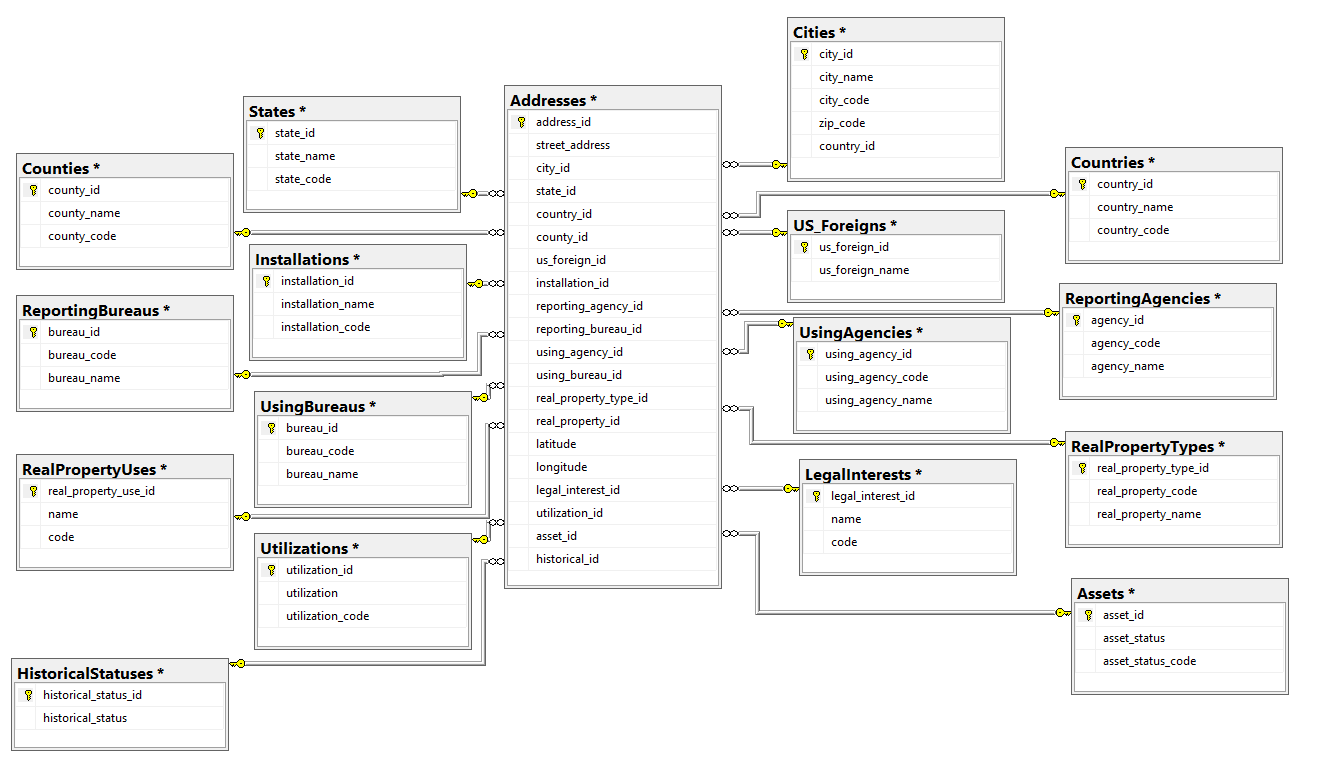 Cities *
city_id
city_name
city_code
zip_code
country_id
Addresses *
address_id
street_address
city_id
state_id
country_id
county_id
us_foreign_id
installation_id
reporting_agency_id
reporting_bureau_id
using_agency_id
using_bureau_id
real_property_type_id
real_property_id
latitude
longitude
legal_interest_id
utilization_id
asset_id
historical_id
States *
state_id
state_name
state_code
Counties *
county_id
county_name
county_code
Countries *
country_id
country_name
country_code
US_Foreigns *
us_foreign_id
us_foreign_name
Installations *
installation_id
installation_name
installation_code
ReportingBureaus *
bureau_id
bureau_code
bureau_name
ReportingAgencies *
agency_id
agency_code
agency_name
UsingAgencies *
using_agency_id
using_agency_code
using_agency_name
UsingBureaus *
bureau_id
bureau_code
bureau_name
RealPropertyTypes *
real_property_type_id
real_property_code
real_property_name
RealPropertyUses *
real_property_use_id
name
code
LegalInterests *
legal_interest_id
name
code
Utilizations *
utilization_id
utilization
utilization_code
Assets *
asset_id
asset_status
asset_status_code
HistoricalStatuses *
historical_status_id
historical_status